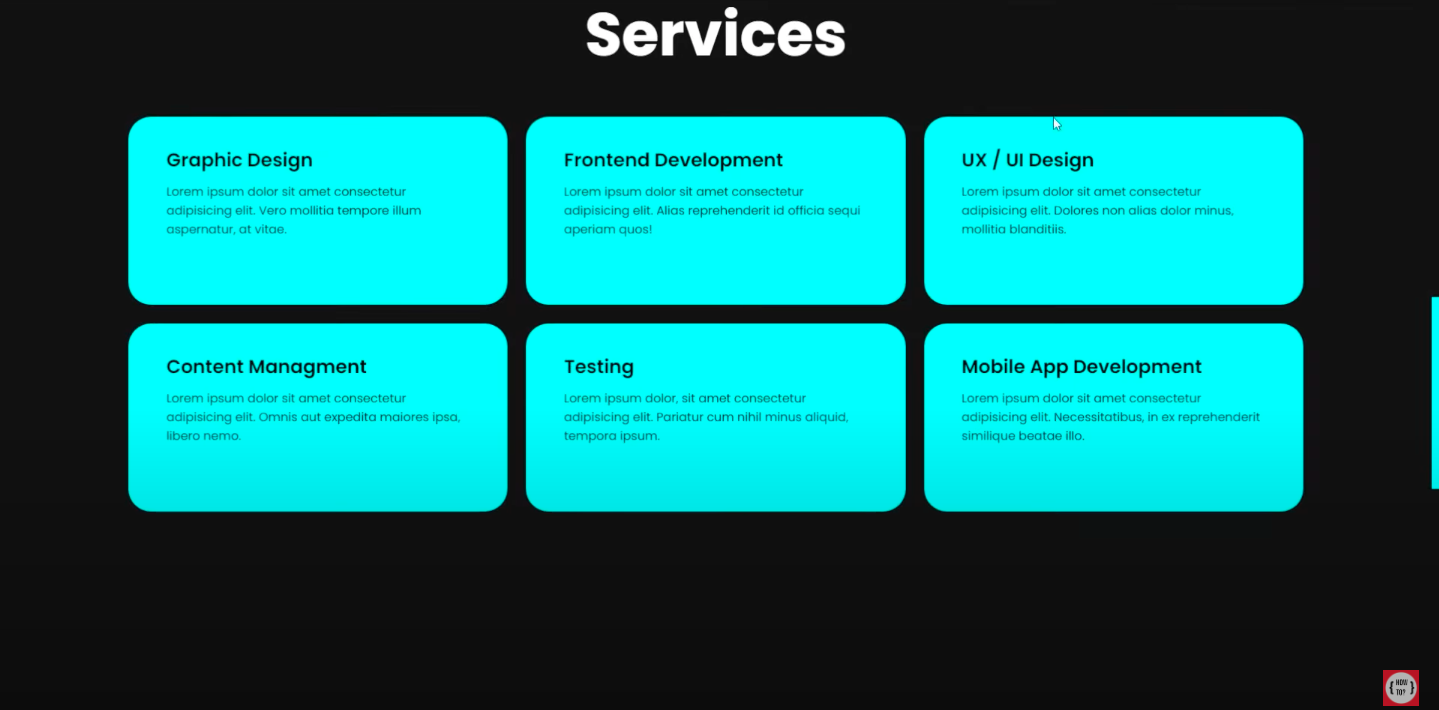 Services
Graphic Design
Lorem ipsum dolor sit amet consectetur
adipisicing elit. Vero mollitia tempore illum
aspernatur, at vitae.
Frontend Development
Lorem ipsum dolor sit amet consectetur
adipisicing elit. Alias reprehenderit id officia sequi
aperiam quos!
UX / UI Design
Lorem ipsum dolor sit amet consectetur
adipisicing elit. Dolores non alias dolor minus,
mollitia blanditiis.
Content Managment
Lorem ipsum dolor sit amet consectetur
adipisicing elit. Omnis aut expedita maiores ipsa,
libero nemo.
Testing
Lorem ipsum dolor, sit amet consectetur
adipisicing elit. Pariatur cum nihil minus aliquid,
tempora ipsum.
Mobile App Development
Lorem ipsum dolor sit amet consectetur
adipisicing elit. Necessitatibus, in ex reprehenderit
similique beatae illo.
{ HOW
TO? }